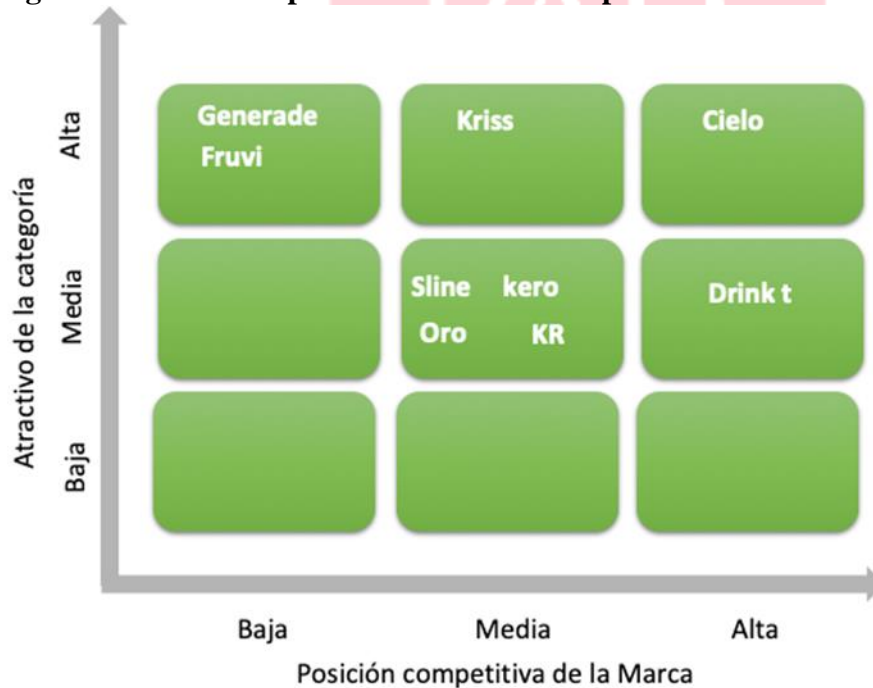 Generade
Fruvi
Kriss
Cielo
Sline kero
Oro KR
Drink t
Atractivo de la categoría
Alta
Media
Baja
Baja Media Alta
Posición competitiva de la Marca